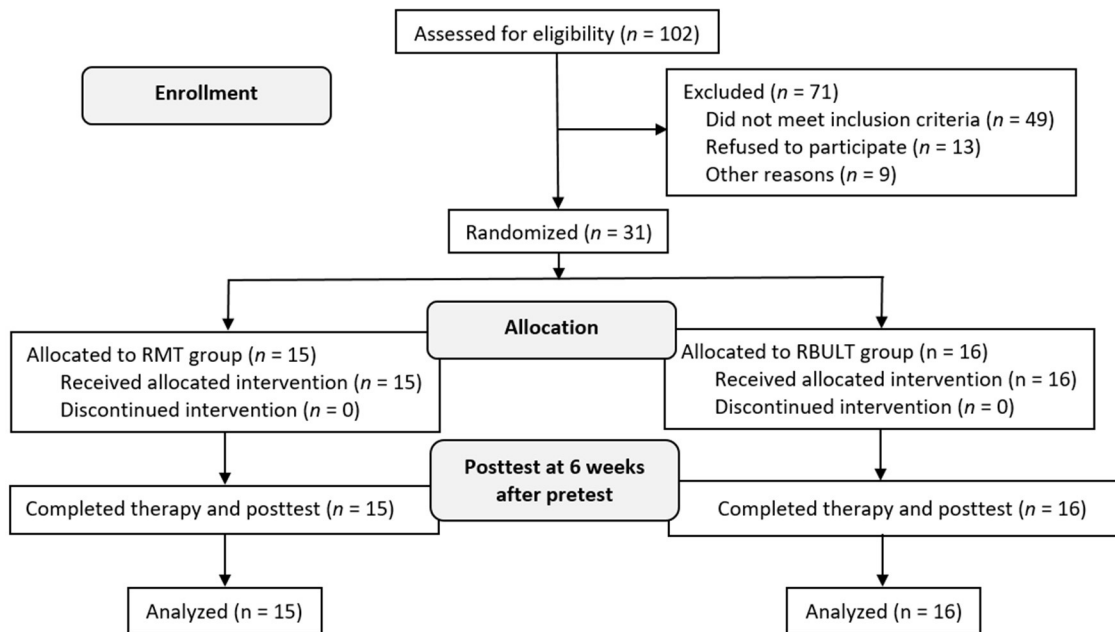 Assessed for eligibility (n = 102)
Enrollment
Excluded (n = 71)
Did not meet inclusion criteria (n = 49)
Refused to participate (n = 13)
Other reasons (n = 9)
Randomized (n = 31)
Allocation
Allocated to RMT group (n = 15)
Received allocated intervention (n = 15)
Discontinued intervention (n = 0)
Allocated to RBULT group (n = 16)
Received allocated intervention (n = 16)
Discontinued intervention (n = 0)
Posttest at 6 weeks
after pretest
Completed therapy and posttest (n = 15)
Completed therapy and posttest (n = 16)
Analyzed (n = 15)
Analyzed (n = 16)